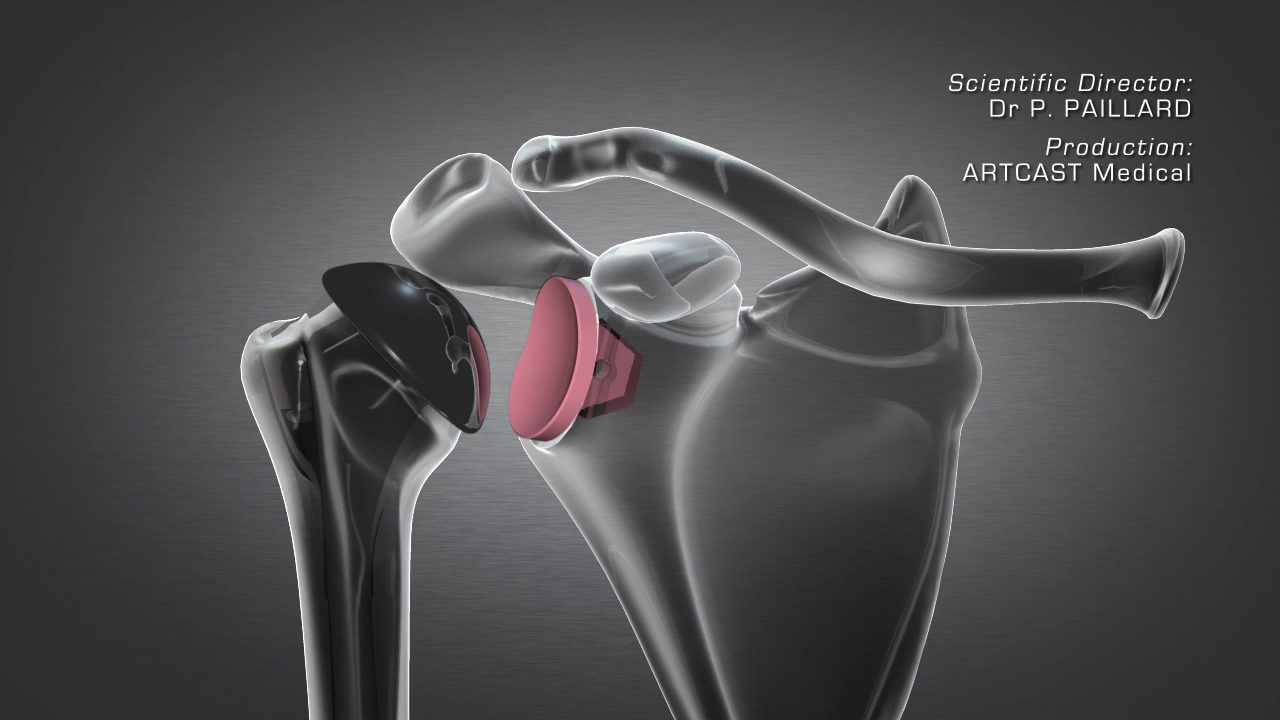 Scientific Director:
Dr P. PAILLARD
Production:
ARTCAST Medical